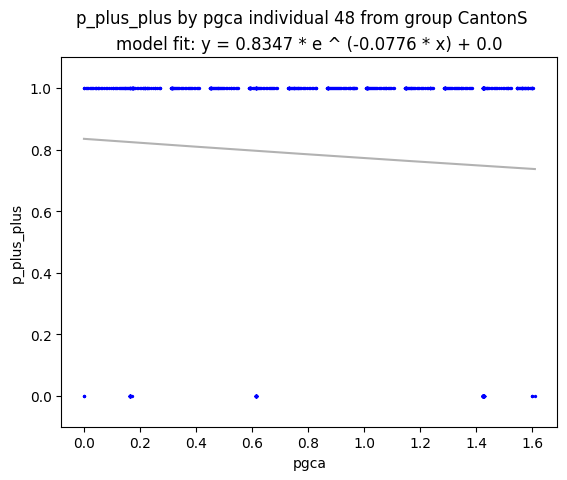 p_plus_plus by pgca individual 48 from group CantonS
model fit: y = 0.8347 * e ^ (-0.0776 * x) + 0.0
1.0
0.8
0.6
0.4
0.2
0.0
p_plus_plus
0.0 0.2 0.4 0.6 0.8 1.0 1.2 1.4 1.6
pgca